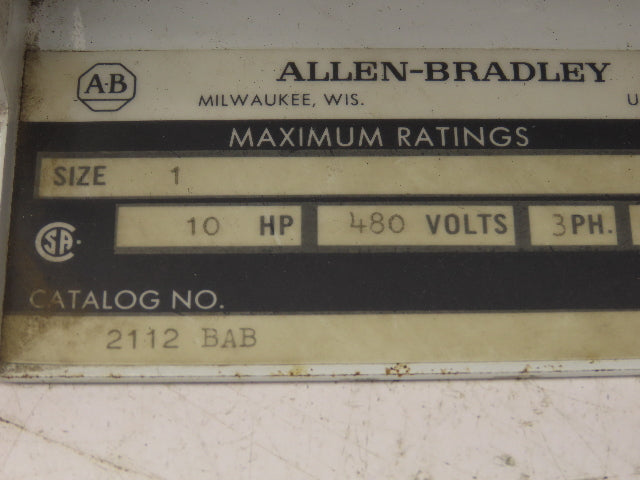 A-B ALLEN-BRADLEY
MILWAUKEE, WIS. U
MAXIMUM RATINGS
SIZE 1
SA 10 HP 480 VOLTS 3PH.
CATALOG NO.
2112 BAB